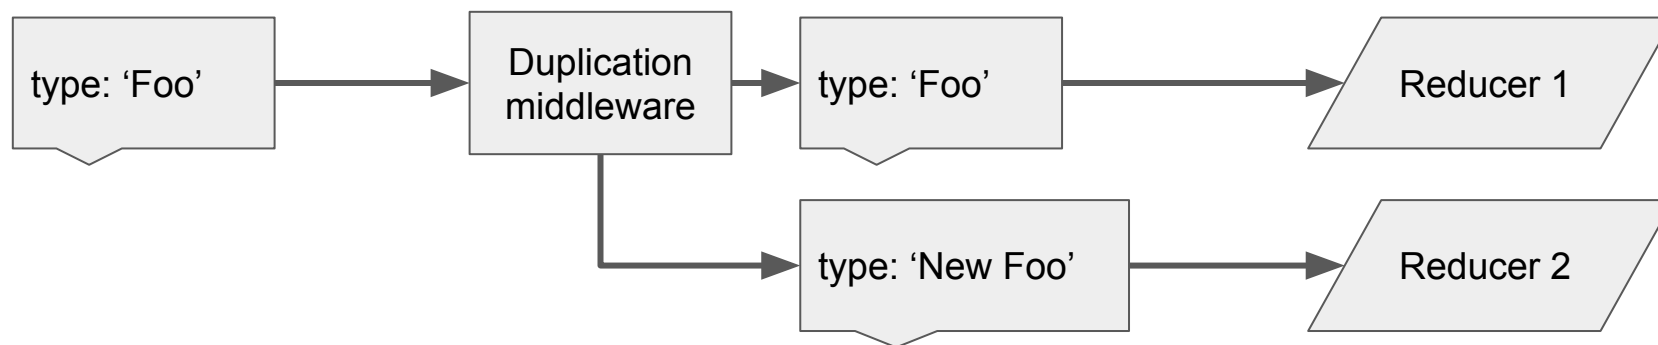 type: ‘Foo’
Duplication
middleware
type: ‘Foo’
Reducer 1
type: ‘New Foo’
Reducer 2